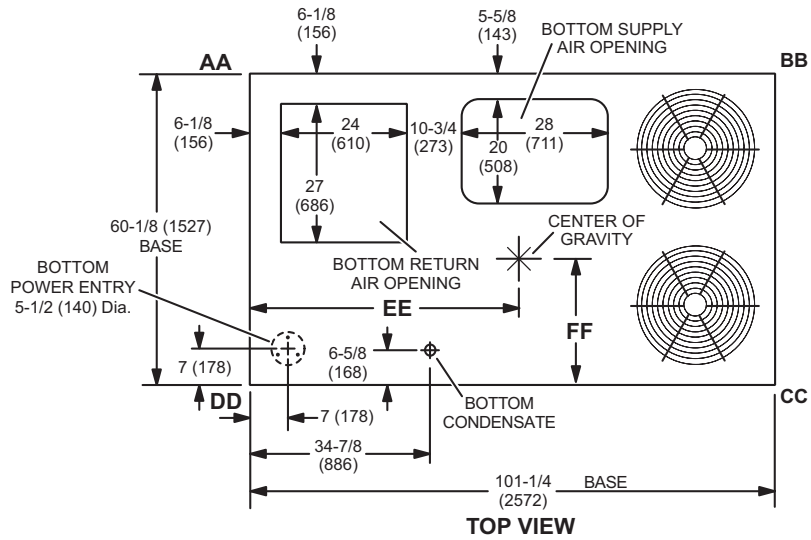 6-1/8
(156)
5-5/8
(143)
BOTTOM SUPPLY
AIR OPENING
AA
BB
6-1/8
(156)
24
(610)
10-3/4
(273)
28
(711)
20
(508)
27
(686)
60-1/8 (1527)
BASE
CENTER OF
GRAVITY
BOTTOM
POWER ENTRY
5-1/2 (140) Dia.
BOTTOM RETURN
AIR OPENING
EE
FF
7 (178)
6-5/8
(168)
DD
CC
7 (178)
BOTTOM
CONDENSATE
34-7/8
(886)
101-1/4
(2572)
BASE
TOP VIEW